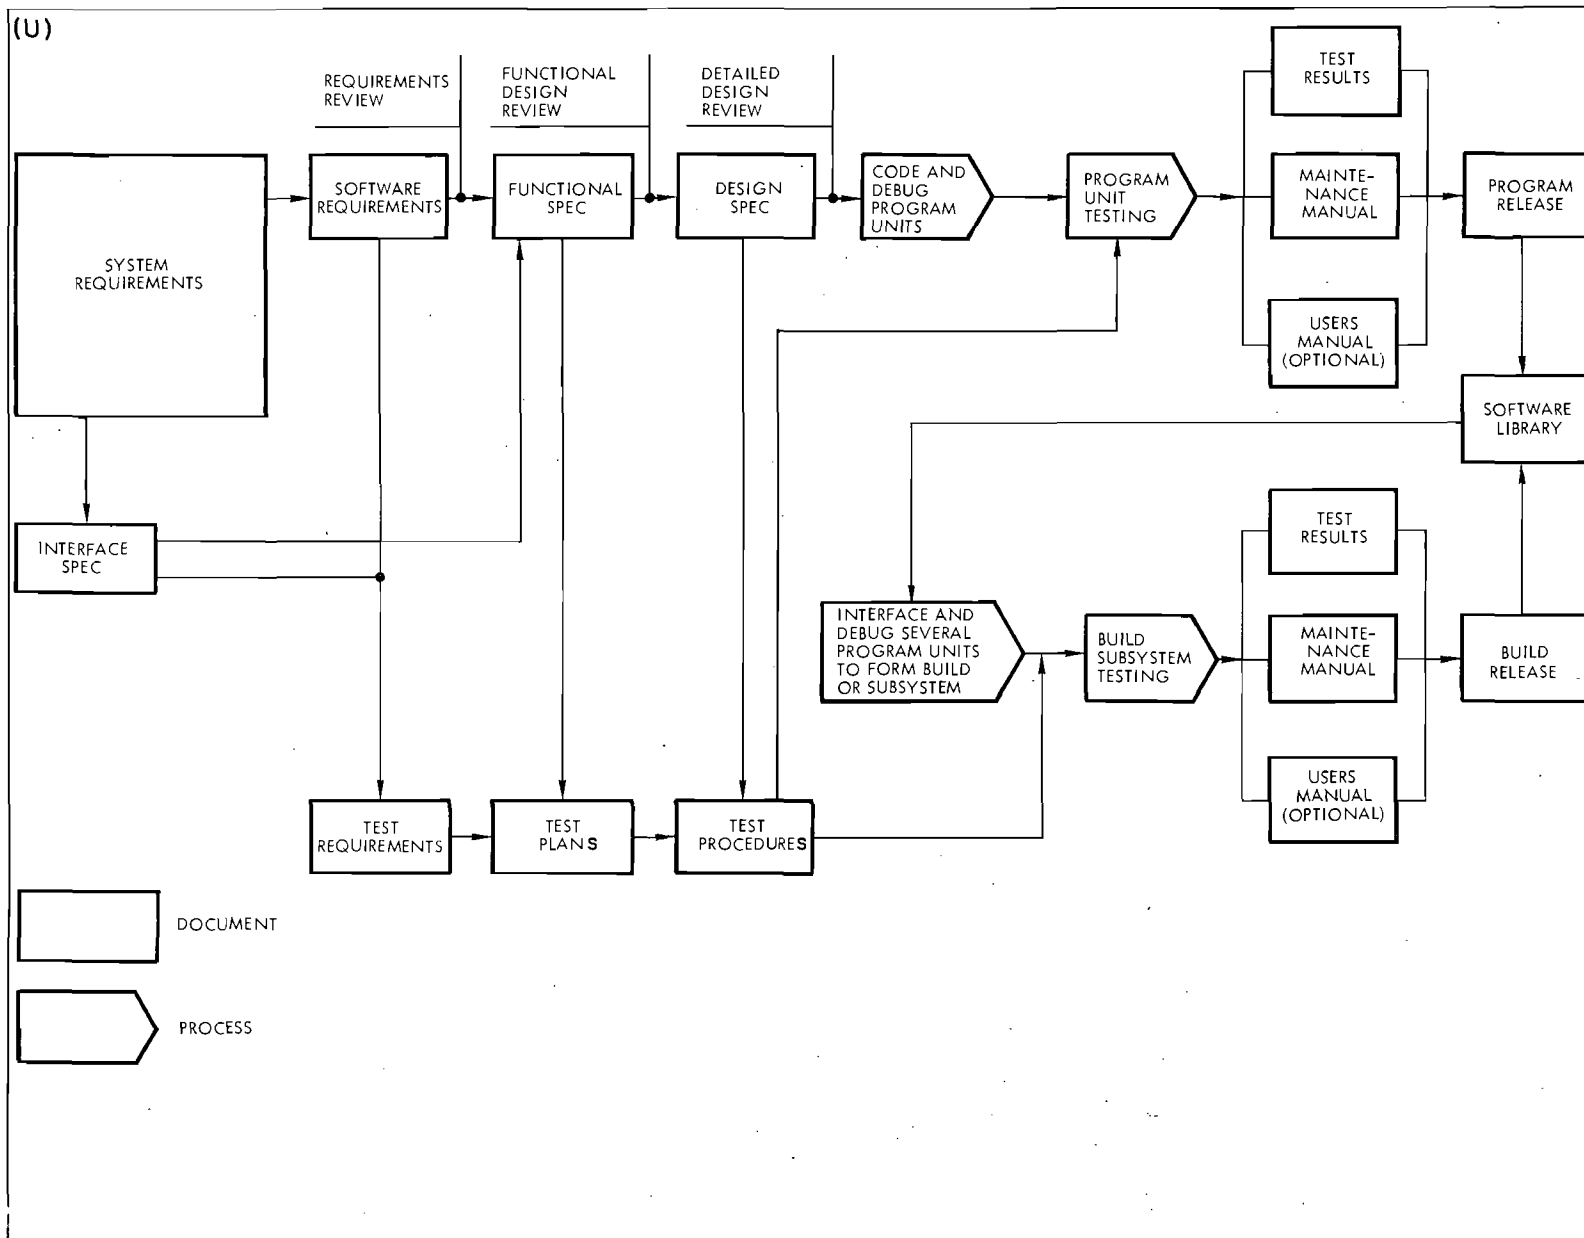 (U)
REQUIREMENTS
REVIEW
FUNCTIONAL
DESIGN
REVIEW
DETAILED
DESIGN
REVIEW
TEST
RESULTS
SYSTEM
REQUIREMENTS
SOFTWARE
REQUIREMENTS
FUNCTIONAL
SPEC
DESIGN
SPEC
CODE AND
DEBUG
PROGRAM
UNITS
PROGRAM
UNIT
TESTING
MAINTE-
NANCE
MANUAL
PROGRAM
RELEASE
USERS
MANUAL
(OPTIONAL)
SOFTWARE
LIBRARY
INTERFACE
SPEC
TEST
RESULTS
INTERFACE AND
DEBUG SEVERAL
PROGRAM UNITS
TO FORM BUILD
OR SUBSYSTEM
BUILD
SUBSYSTEM
TESTING
MAINTE-
NANCE
MANUAL
BUILD
RELEASE
USERS
MANUAL
(OPTIONAL)
TEST
REQUIREMENTS
TEST
PLANS
TEST
PROCEDURES
DOCUMENT
PROCESS